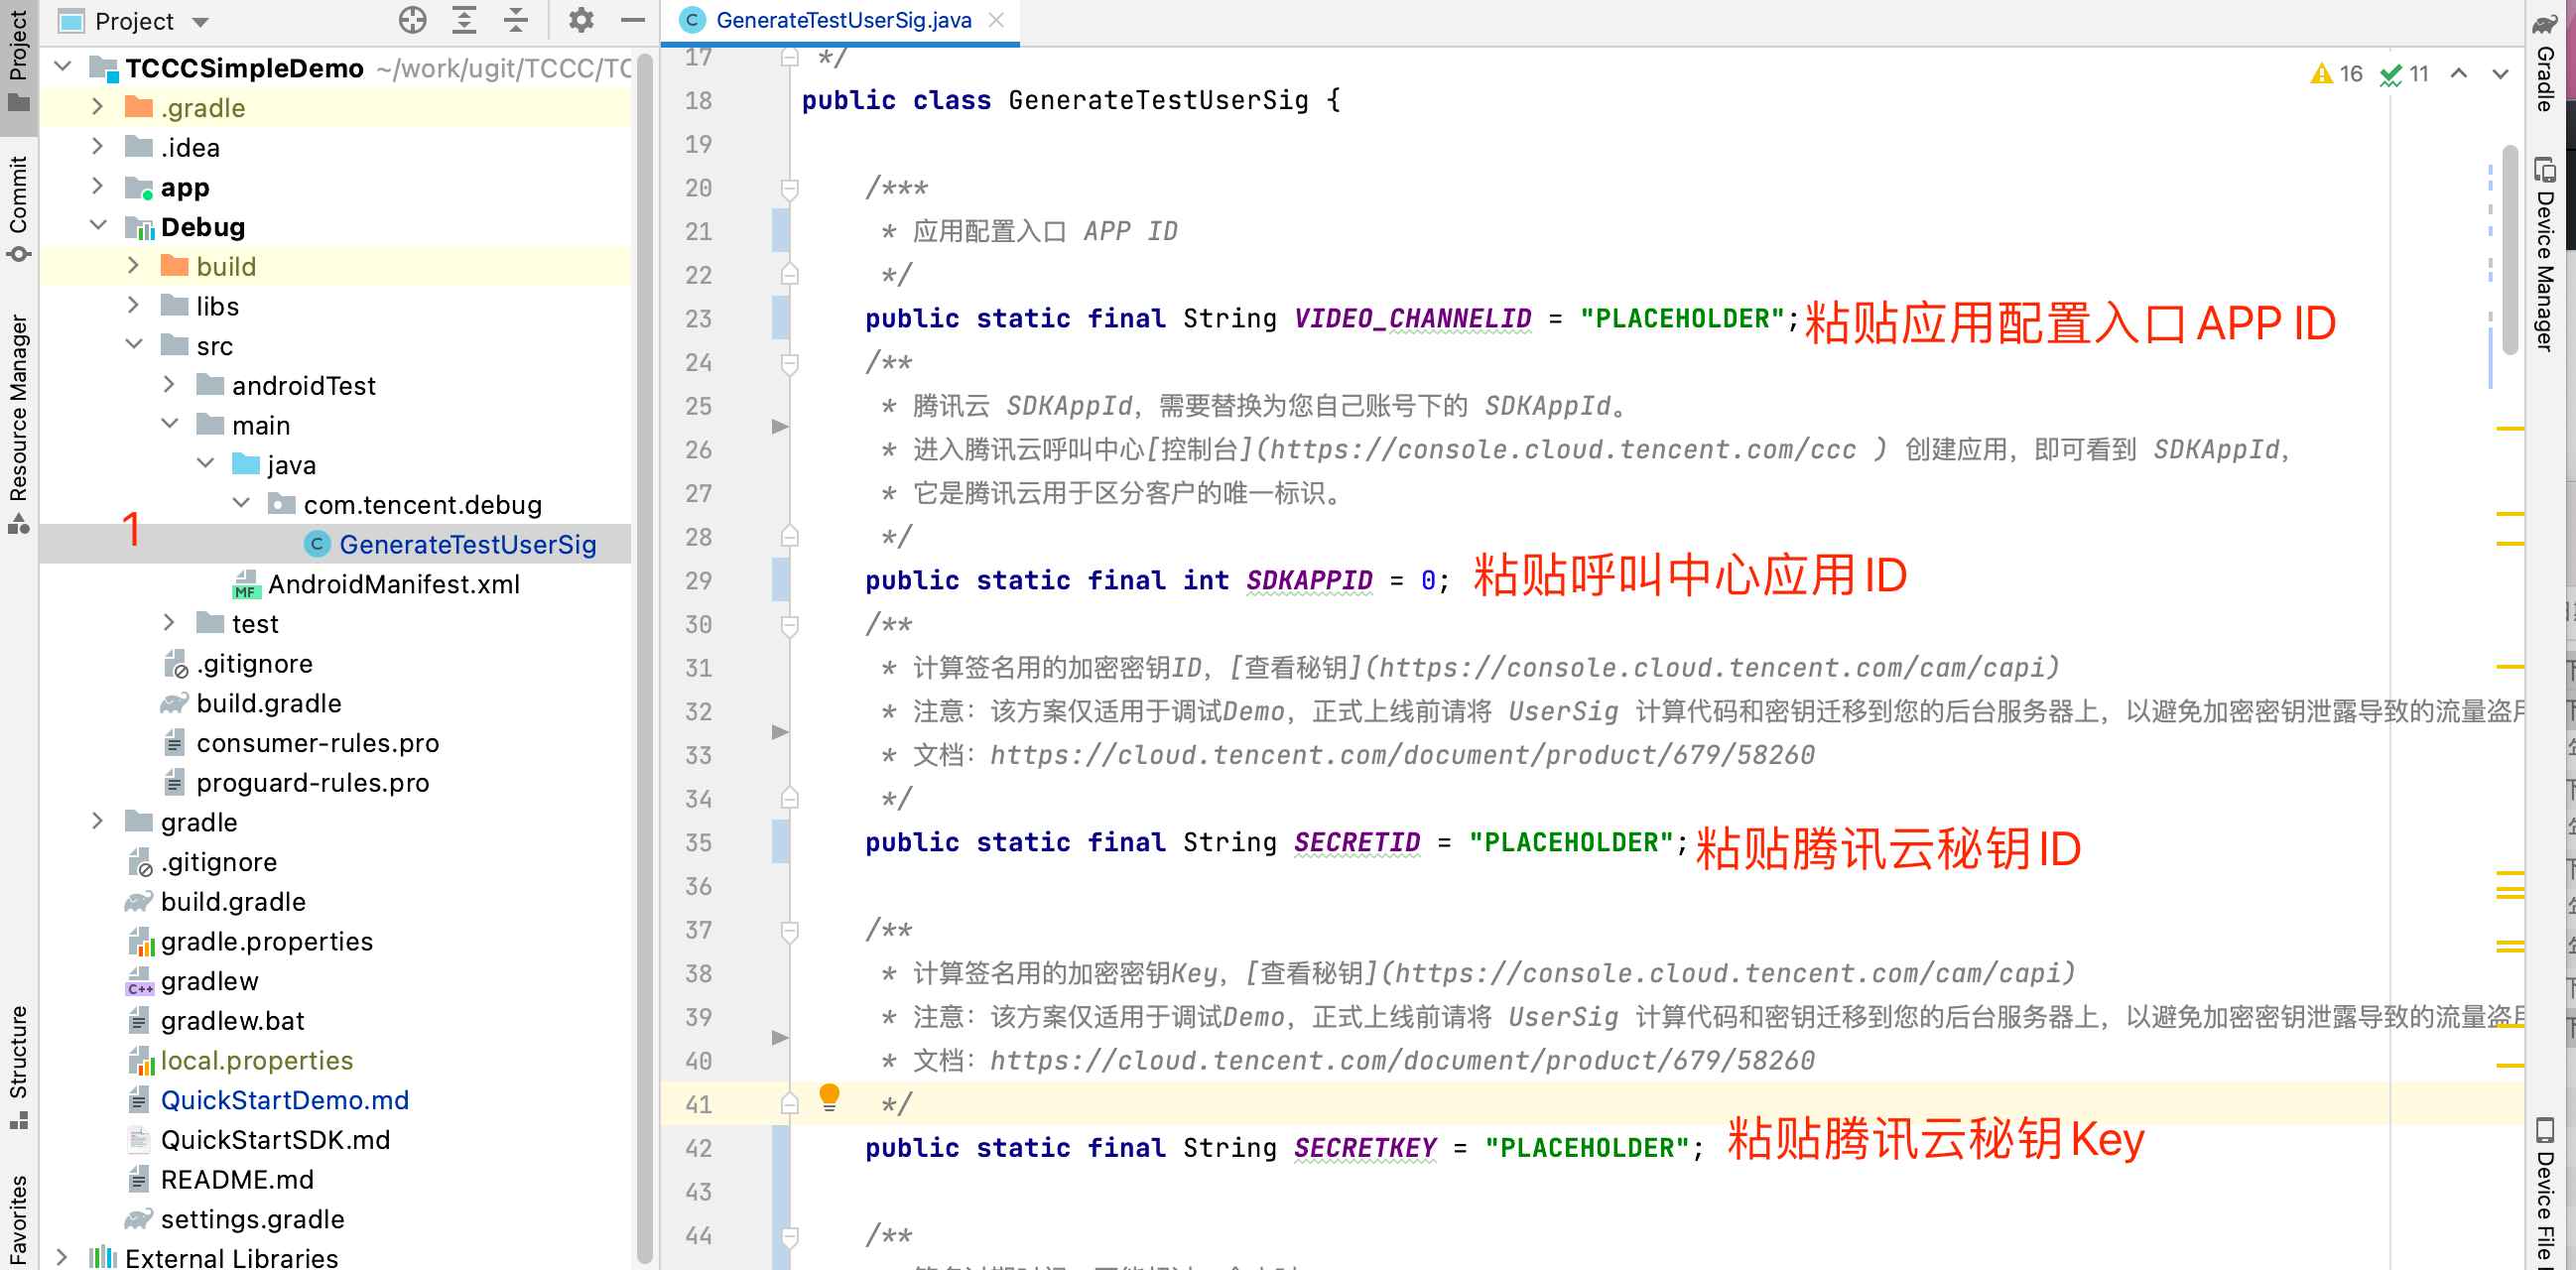 Project
Commit
Resource Manager
Structure
Favorites
Project
TCCCSimpleDemo ~/work/ugit/TCCC/TC
.gradle
.idea
app
Debug
build
libs
src
androidTest
main
java
com.tencent.debug
1
GenerateTestUserSig
AndroidManifest.xml
test
.gitignore
build.gradle
consumer-rules.pro
proguard-rules.pro
gradle
.gitignore
build.gradle
gradle.properties
gradlew
gradlew.bat
local.properties
QuickStartDemo.md
QuickStartSDK.md
README.md
settings.gradle
External Libraries
GenerateTestUserSig.java
16 11
17 */
18 public class GenerateTestUserSig {
19
20 /***
21 * 应用配置入口 APP ID
22 */
23 public static final String VIDEO_CHANNELID = "PLACEHOLDER"; 粘贴应用配置入口 APP ID
24 /**
25 * 腾讯云 SDKAppId，需要替换为您自己账号下的 SDKAppId。
26 * 进入腾讯云呼叫中心[控制台](https://console.cloud.tencent.com/ccc ) 创建应用，即可看到 SDKAppId，
27 * 它是腾讯云用于区分客户的唯一标识。
28 */
29 public static final int SDKAPPID = 0; 粘贴呼叫中心应用ID
30 /**
31 * 计算签名用的加密密钥ID，[查看秘钥](https://console.cloud.tencent.com/cam/capi)
32 * 注意：该方案仅适用于调试Demo，正式上线前请将 UserSig 计算代码和密钥迁移到您的后台服务器上，以避免加密密钥泄露导致的流量盗用
33 * 文档：https://cloud.tencent.com/document/product/679/58260
34 */
35 public static final String SECRETID = "PLACEHOLDER"; 粘贴腾讯云秘钥ID
36
37 /**
38 * 计算签名用的加密密钥Key，[查看秘钥](https://console.cloud.tencent.com/cam/capi)
39 * 注意：该方案仅适用于调试Demo，正式上线前请将 UserSig 计算代码和密钥迁移到您的后台服务器上，以避免加密密钥泄露导致的流量盗用
40 * 文档：https://cloud.tencent.com/document/product/679/58260
41 */
42 public static final String SECRETKEY = "PLACEHOLDER"; 粘贴腾讯云秘钥Key
43
44 /**
Gradle
Device Manager
Device File